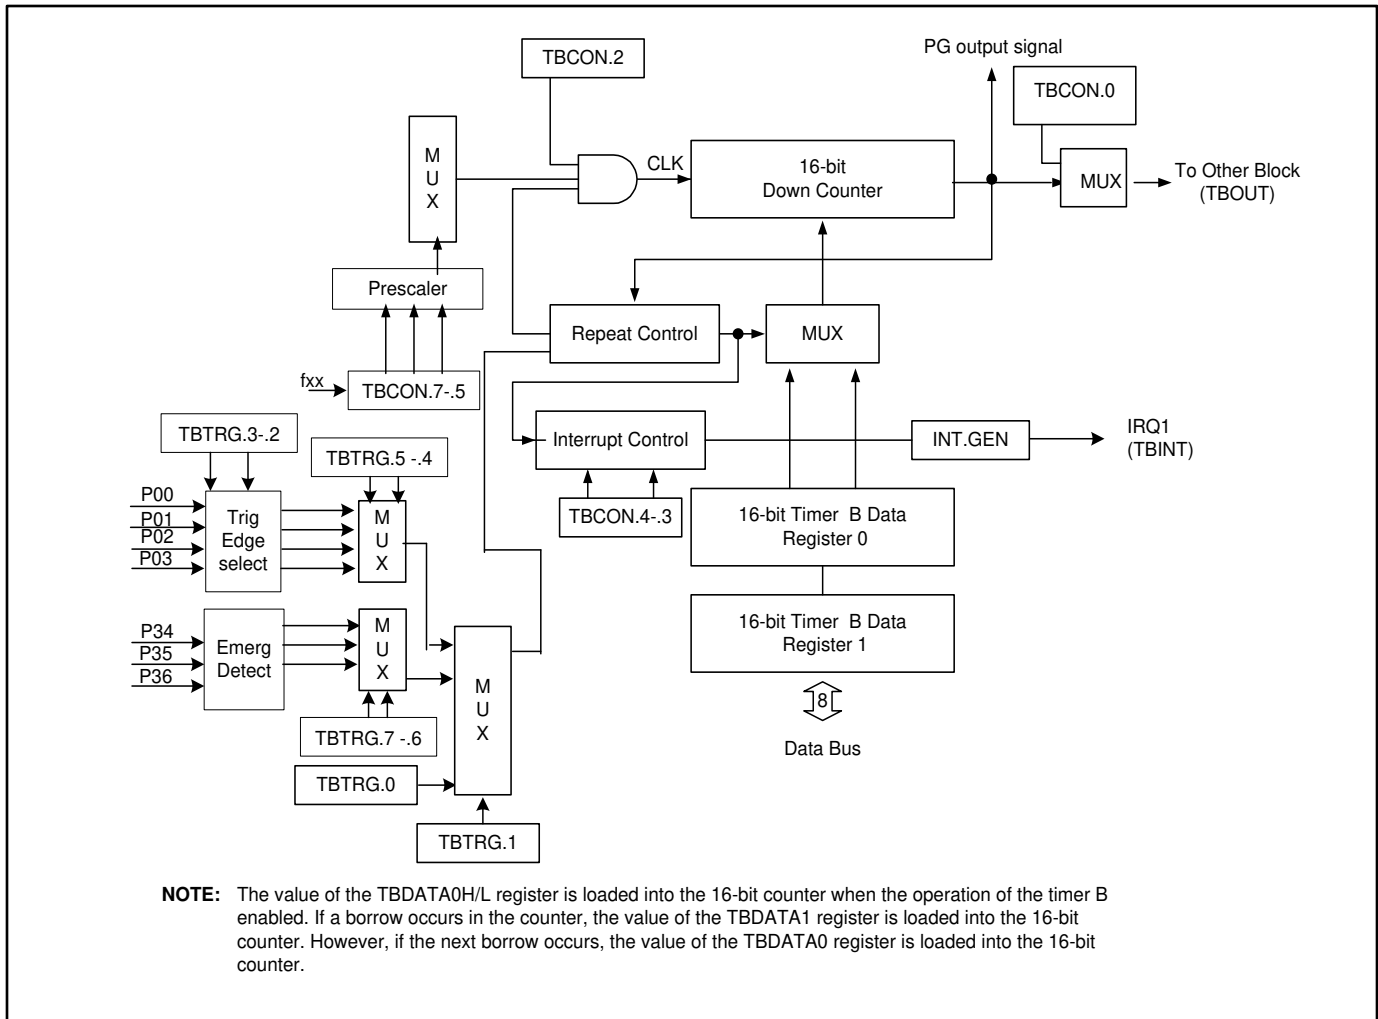 PG output signal
TBCON.2
TBCON.0
M
U
X
CLK
16-bit
Down Counter
MUX
To Other Block
(TBOUT)
Prescaler
Repeat Control
MUX
fxx
TBCON.7-.5
TBTRG.3-.2
TBTRG.5 -.4
Interrupt Control
INT.GEN
IRQ1
(TBINT)
P00
P01
P02
P03
Trig
Edge
select
M
U
X
TBCON.4-.3
16-bit Timer B Data
Register 0
P34
P35
P36
Emerg
Detect
M
U
X
M
U
X
16-bit Timer B Data
Register 1
8
Data Bus
TBTRG.7 -.6
TBTRG.0
TBTRG.1
NOTE: The value of the TBDATA0H/L register is loaded into the 16-bit counter when the operation of the timer B
enabled. If a borrow occurs in the counter, the value of the TBDATA1 register is loaded into the 16-bit
counter. However, if the next borrow occurs, the value of the TBDATA0 register is loaded into the 16-bit
counter.